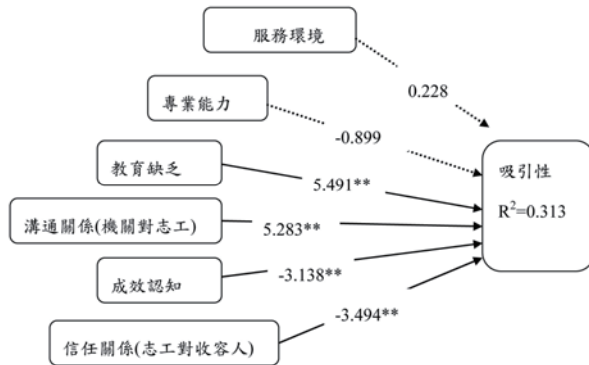 服務環境
0.228
專業能力
-0.899
教育缺乏
5.491**
吸引性
R²=0.313
溝通關係(機關對志工)
5.283**
成效認知
-3.138**
信任關係(志工對收容人)
-3.494**